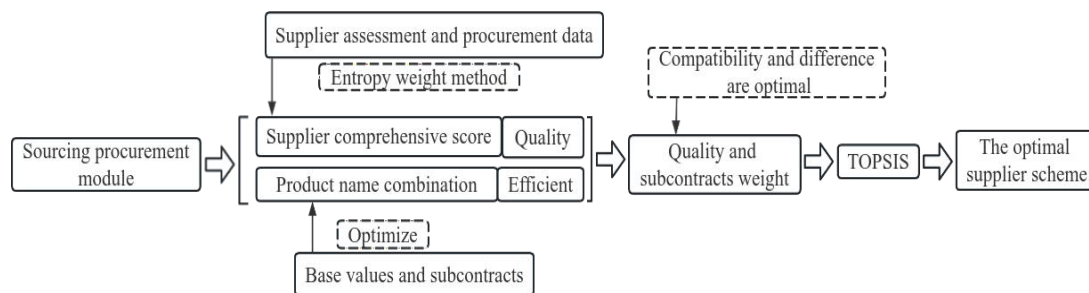 Supplier assessment and procurement data
Entropy weight method
Compatibility and difference
are optimal
Sourcing procurement
module
Supplier comprehensive score
Quality
Product name combination
Efficient
Quality and
subcontracts weight
TOPSIS
The optimal
supplier scheme
Optimize
Base values and subcontracts